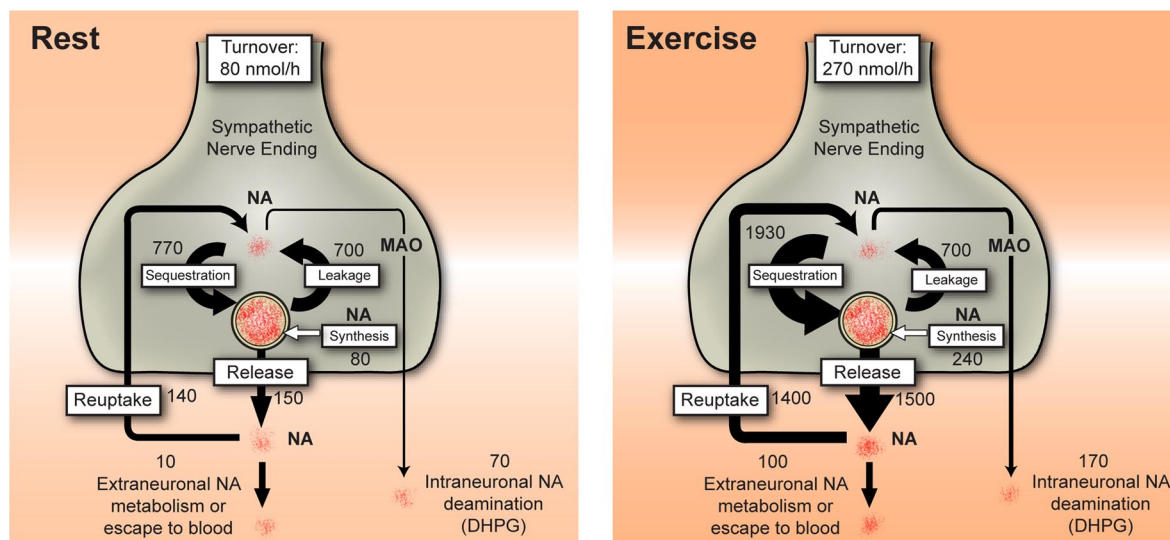 Rest
Turnover:
80 nmol/h
Sympathetic
Nerve Ending
NA
770
700
MAO
Sequestration
Leakage
NA
Synthesis
80
Release
Reuptake
140
150
NA
10
Extraneuronal NA
metabolism or
escape to blood
70
Intraneuronal NA
deamination
(DHPG)
Exercise
Turnover:
270 nmol/h
Sympathetic
Nerve Ending
NA
1930
700
MAO
Sequestration
Leakage
NA
Synthesis
240
Release
Reuptake
1400
1500
NA
100
Extraneuronal NA
metabolism or
escape to blood
170
Intraneuronal NA
deamination
(DHPG)